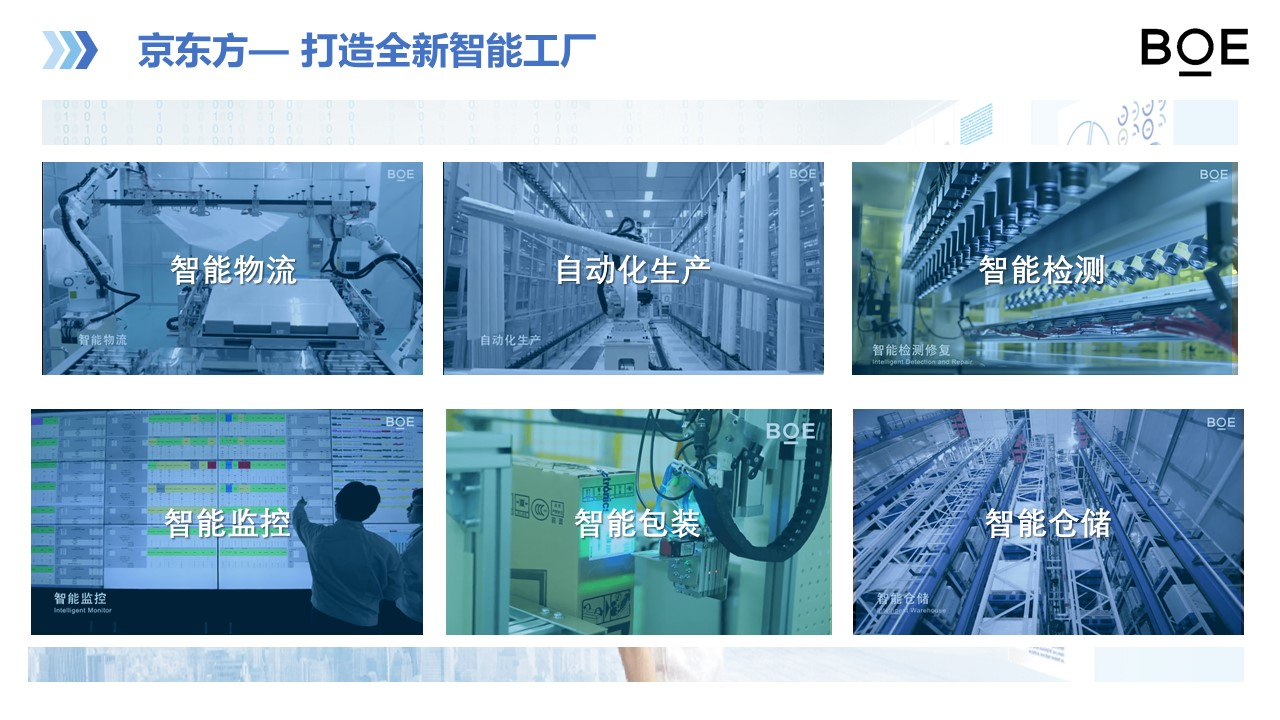 京东方— 打造全新智能工厂
BOE
BOE
智能物流
智能物流
BOE
自动化生产
自动化生产
BOE
智能检测
智能检测修复
Intelligent Detection and Repair
BOE
智能监控
智能监控
Intelligent Monitor
BOE
智能包装
BOE
智能仓储
智能仓储
Intelligent Warehouse